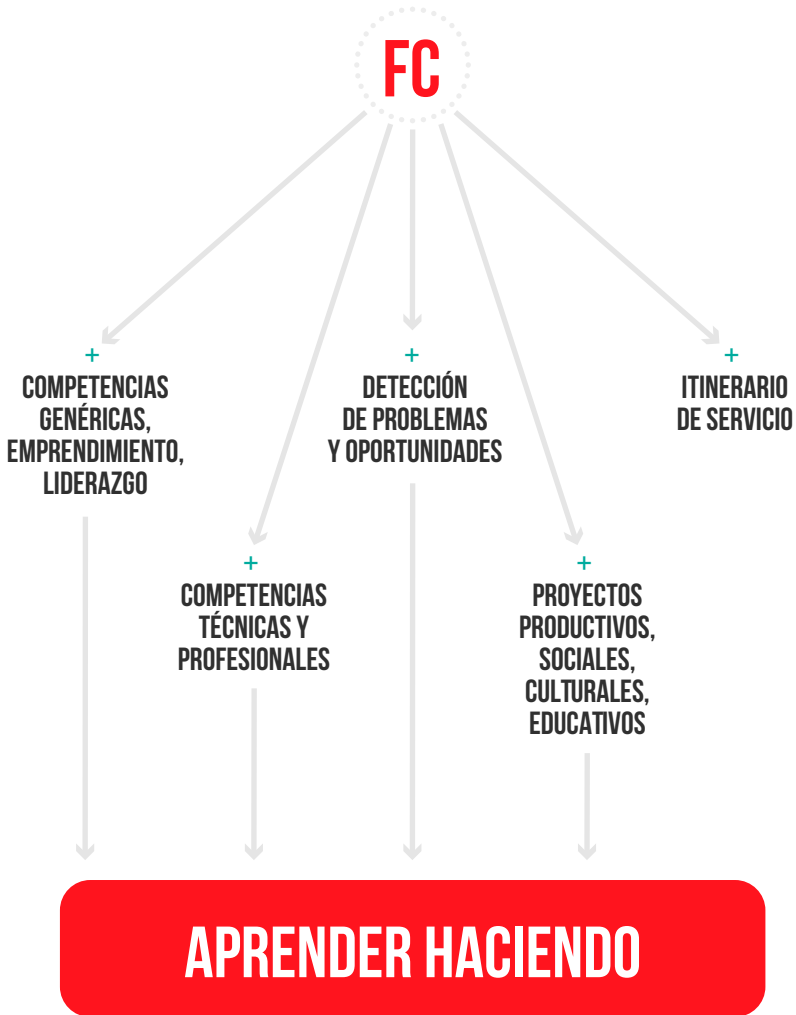 FC
+
COMPETENCIAS
GENÉRICAS,
EMPRENDIMIENTO,
LIDERAZGO
+
DETECCIÓN
DE PROBLEMAS
Y OPORTUNIDADES
+
ITINERARIO
DE SERVICIO
+
COMPETENCIAS
TÉCNICAS Y
PROFESIONALES
+
PROYECTOS
PRODUCTIVOS,
SOCIALES,
CULTURALES,
EDUCATIVOS
APRENDER HACIENDO